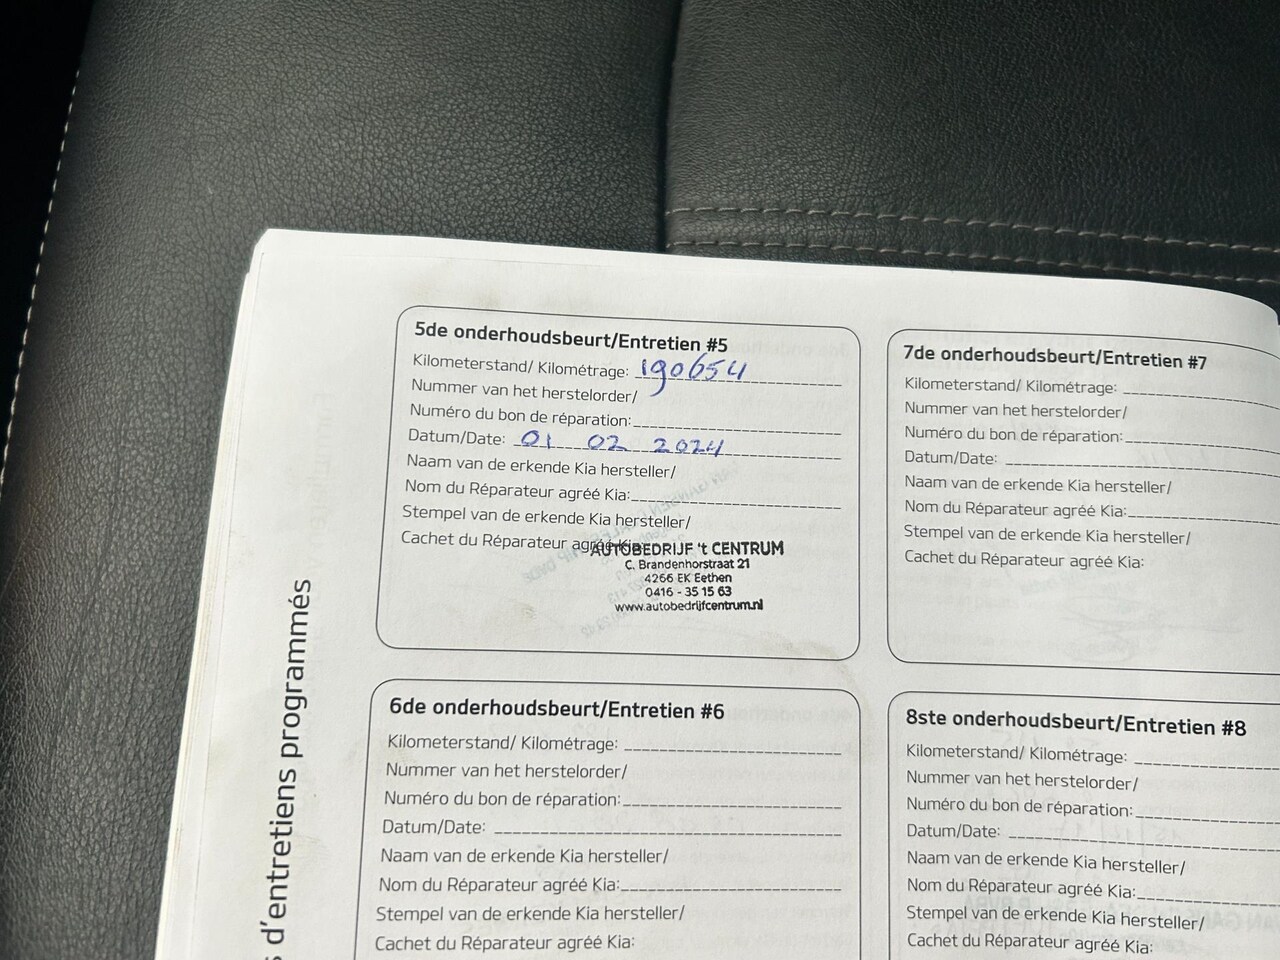 5de onderhoudsbeurt/Entretien #5
Kilometerstand/ Kilométrage: 190654
Nummer van het herstelorder/
Numéro du bon de réparation:
Datum/Date: 01 02 2024
Naam van de erkende Kia hersteller/
Nom du Réparateur agréé Kia:
Stempel van de erkende Kia hersteller/
Cachet du Réparateur agréé Kia:
AUTOBEDRIJF 't CENTRUM
C. Brandenhorstraat 21
4266 EK Eethen
0416 - 35 15 63
www.autobedrijfcentrum.nl
6de onderhoudsbeurt/Entretien #6
Kilometerstand/ Kilométrage:
Nummer van het herstelorder/
Numéro du bon de réparation:
Datum/Date:
Naam van de erkende Kia hersteller/
Nom du Réparateur agréé Kia:
Stempel van de erkende Kia hersteller/
Cachet du Réparateur agréé Kia:
7de onderhoudsbeurt/Entretien #7
Kilometerstand/ Kilométrage:
Nummer van het herstelorder/
Numéro du bon de réparation:
Datum/Date:
Naam van de erkende Kia hersteller/
Nom du Réparateur agréé Kia:
Stempel van de erkende Kia hersteller/
Cachet du Réparateur agréé Kia:
8ste onderhoudsbeurt/Entretien #8
Kilometerstand/ Kilométrage:
Nummer van het herstelorder/
Numéro du bon de réparation:
Datum/Date:
Naam van de erkende Kia hersteller/
Nom du Réparateur agréé Kia:
Stempel van de erkende Kia hersteller/
Cachet du Réparateur agréé Kia:
d'entretiens programmés